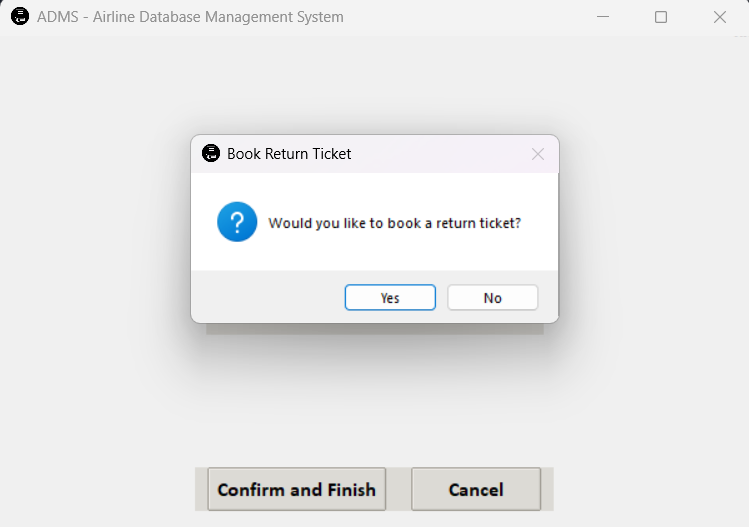 ADMS - Airline Database Management System
Book Return Ticket
Would you like to book a return ticket?
Yes No
Confirm and Finish Cancel